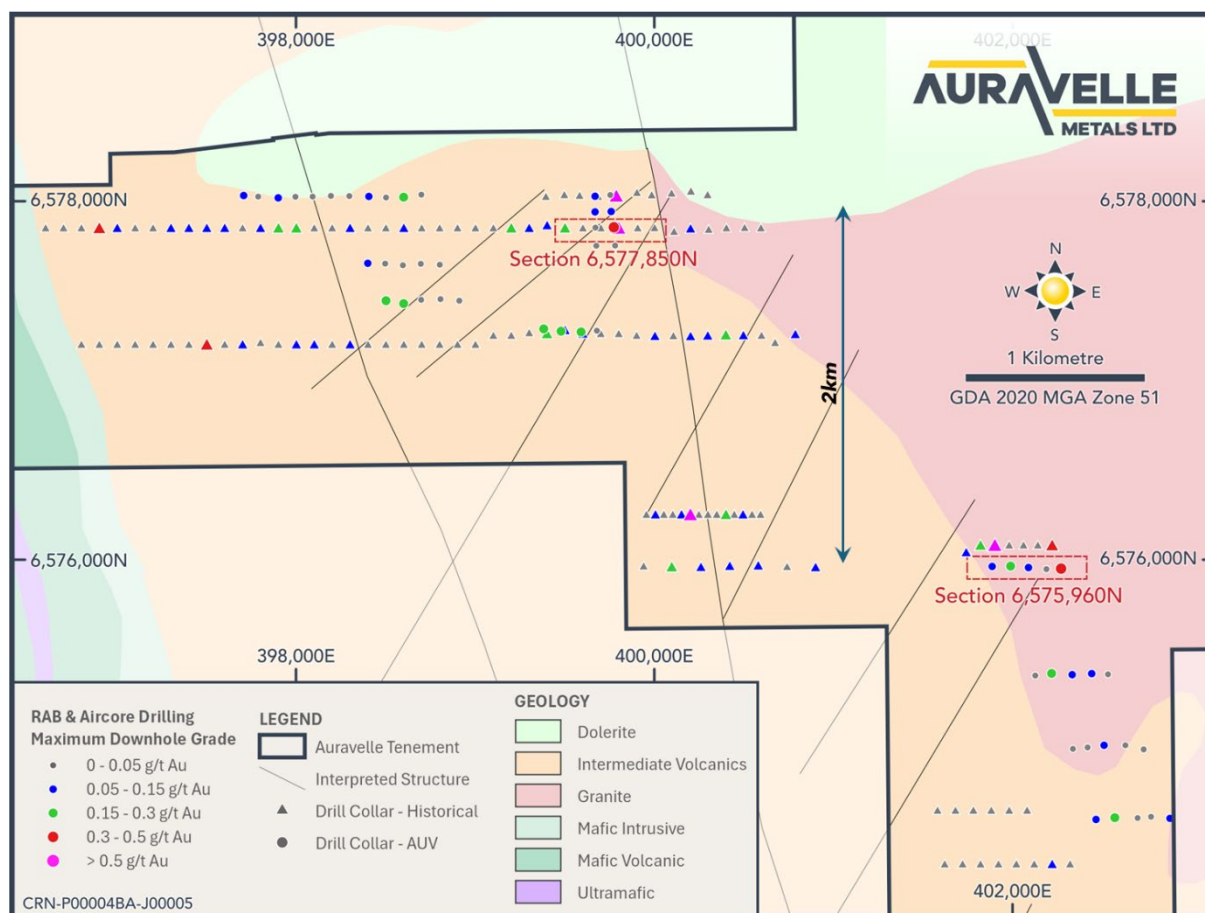 398,000E
400,000E
402,000E
AURAVELLE
METALS LTD
6,578,000N
6,578,000N
Section 6,577,850N
N
W
E
S
1 Kilometre
GDA 2020 MGA Zone 51
2km
6,576,000N
6,576,000N
Section 6,575,960N
398,000E
400,000E
RAB & Aircore Drilling
Maximum Downhole Grade
0 - 0.05 g/t Au
0.05 - 0.15 g/t Au
0.15 - 0.3 g/t Au
0.3 - 0.5 g/t Au
> 0.5 g/t Au
LEGEND
Auravelle Tenement
Interpreted Structure
Drill Collar - Historical
Drill Collar - AUV
GEOLOGY
Dolerite
Intermediate Volcanics
Granite
Mafic Intrusive
Mafic Volcanic
Ultramafic
402,000E
CRN-P00004BA-J00005